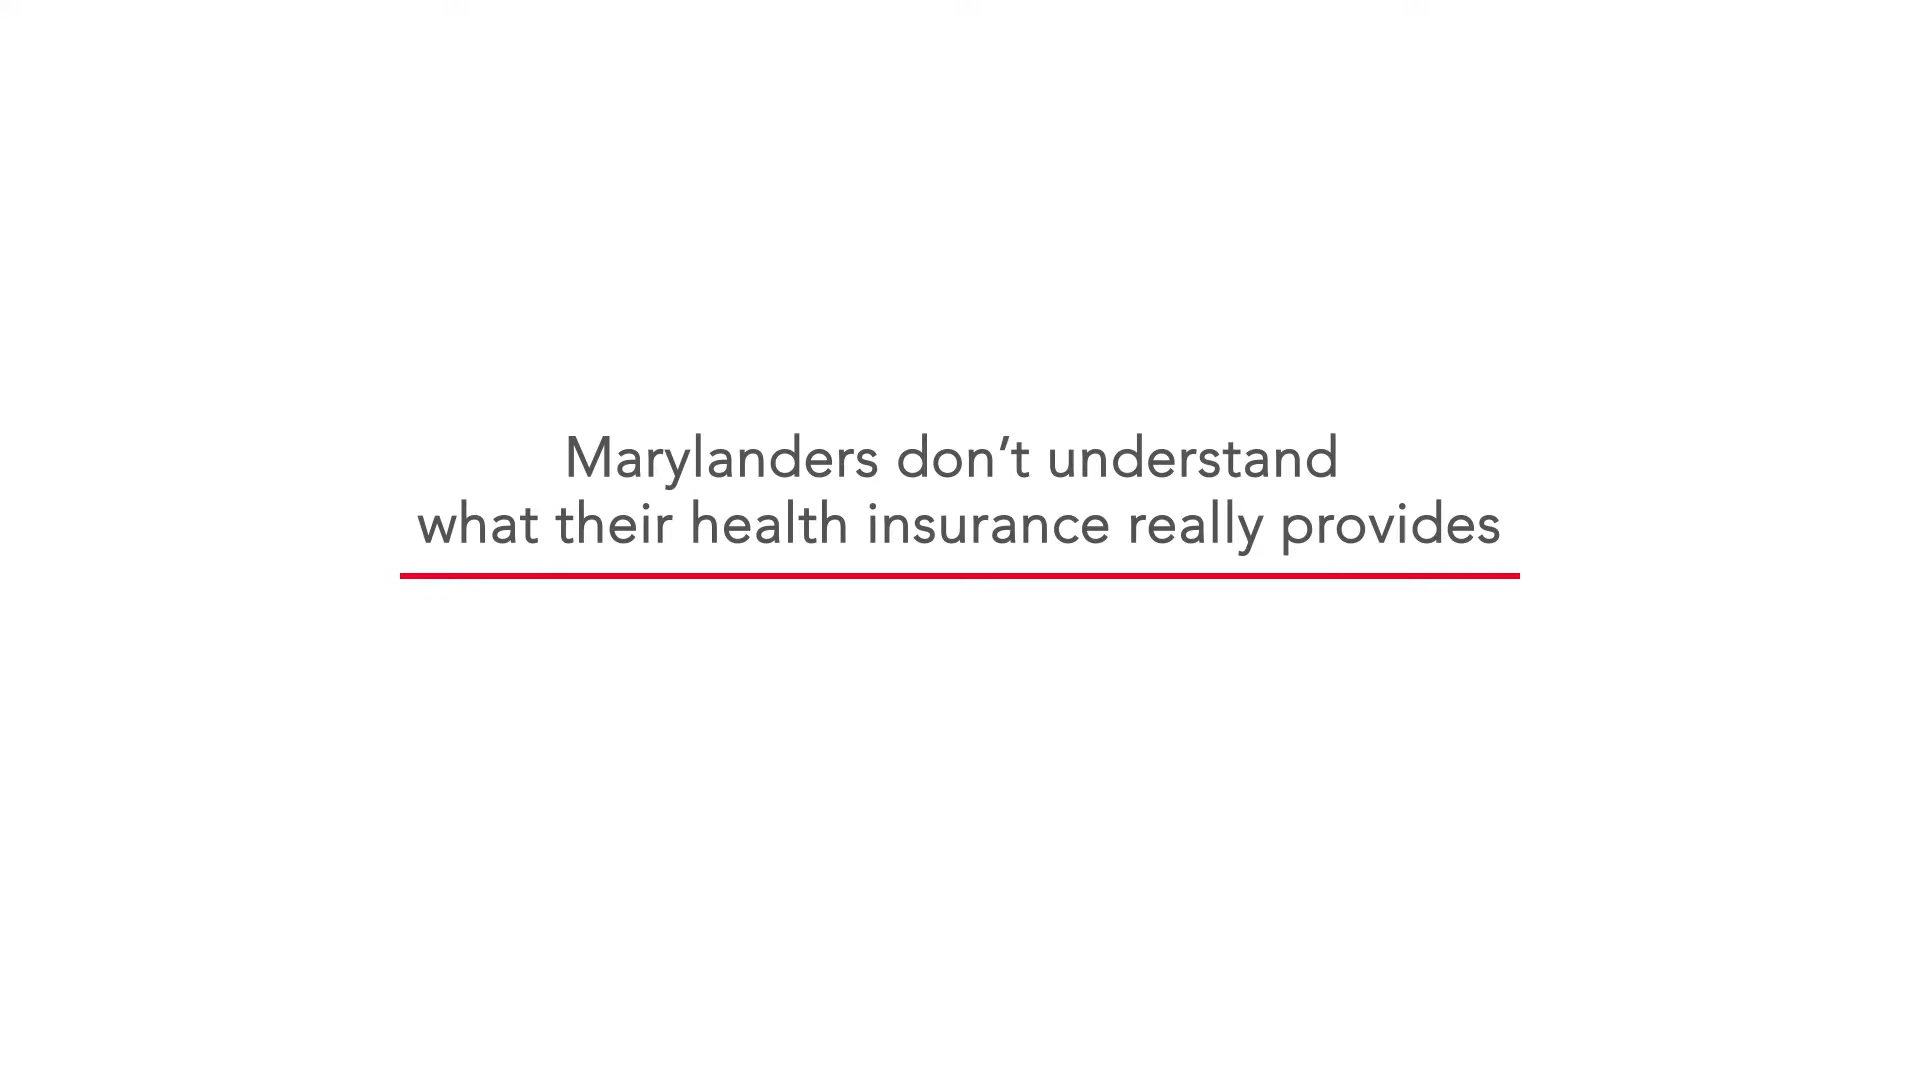 Marylanders don’t understand
what their health insurance really provides